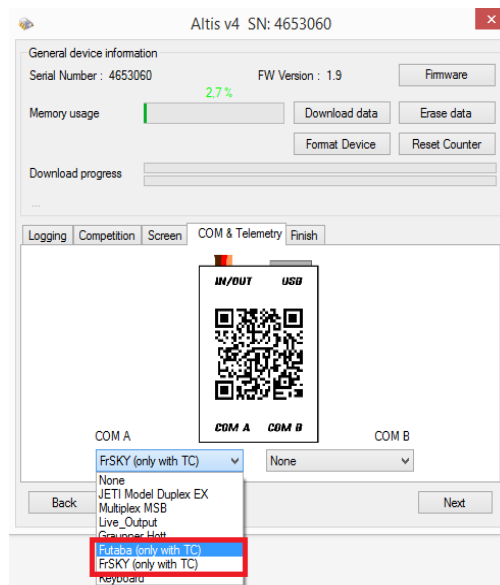 Altis v4 SN: 4653060
×
General device information
Serial Number : 4653060
FW Version : 1.9
Firmware
2,7 %
Memory usage
Download data
Erase data
Format Device
Reset Counter
Download progress
...
Logging
Competition
Screen
COM & Telemetry
Finish
IN/OUT
USB
COM A
COM B
COM A
COM B
FrSKY (only with TC)
None
None
JETI Model Duplex EX
Multiplex MSB
Live_Output
Graupner Hott
Futaba (only with TC)
FrSKY (only with TC)
Keyboard
Back
Next